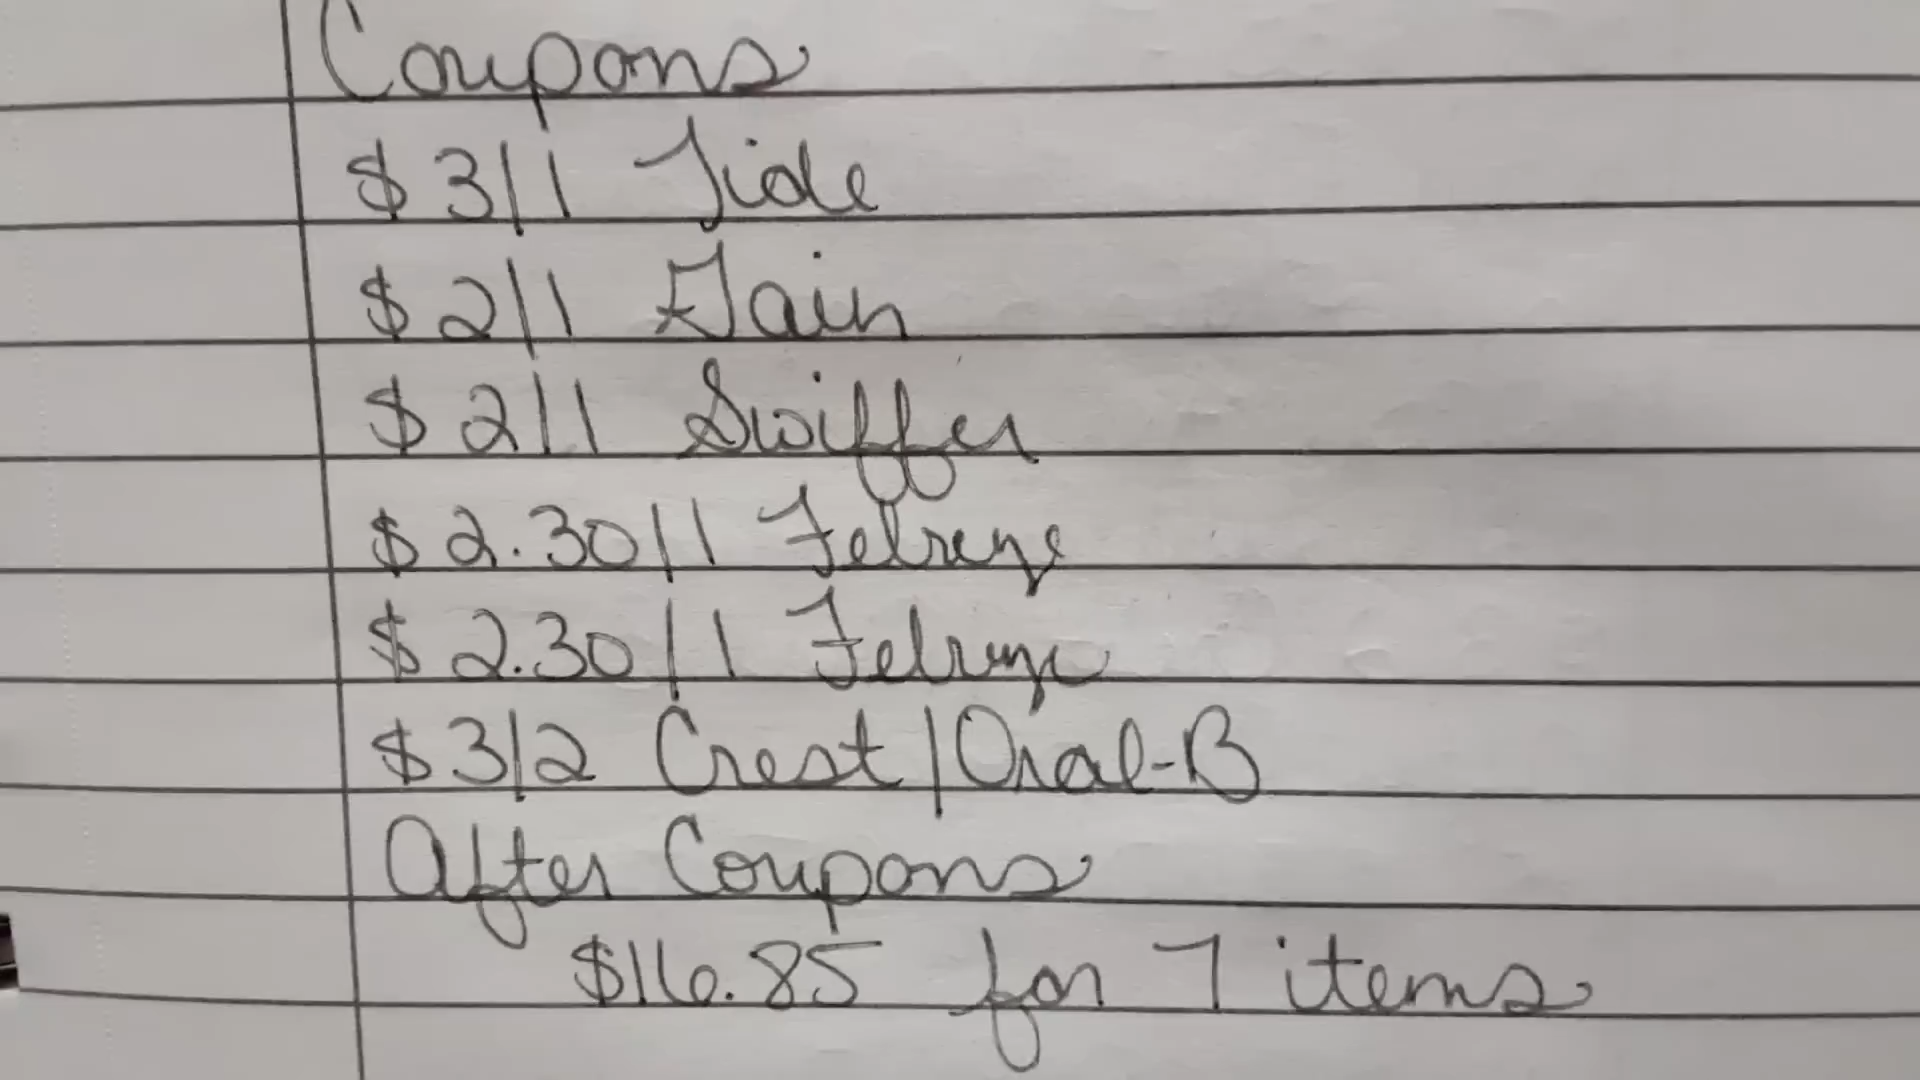 Coupons
$3/1 Tide
$2/1 Gain
$2/1 Swiffer
$2.30/1 Febreze
$2.30/1 Febreze
$3/2 Crest/Oral-B
After Coupons
$16.85 for 7 items